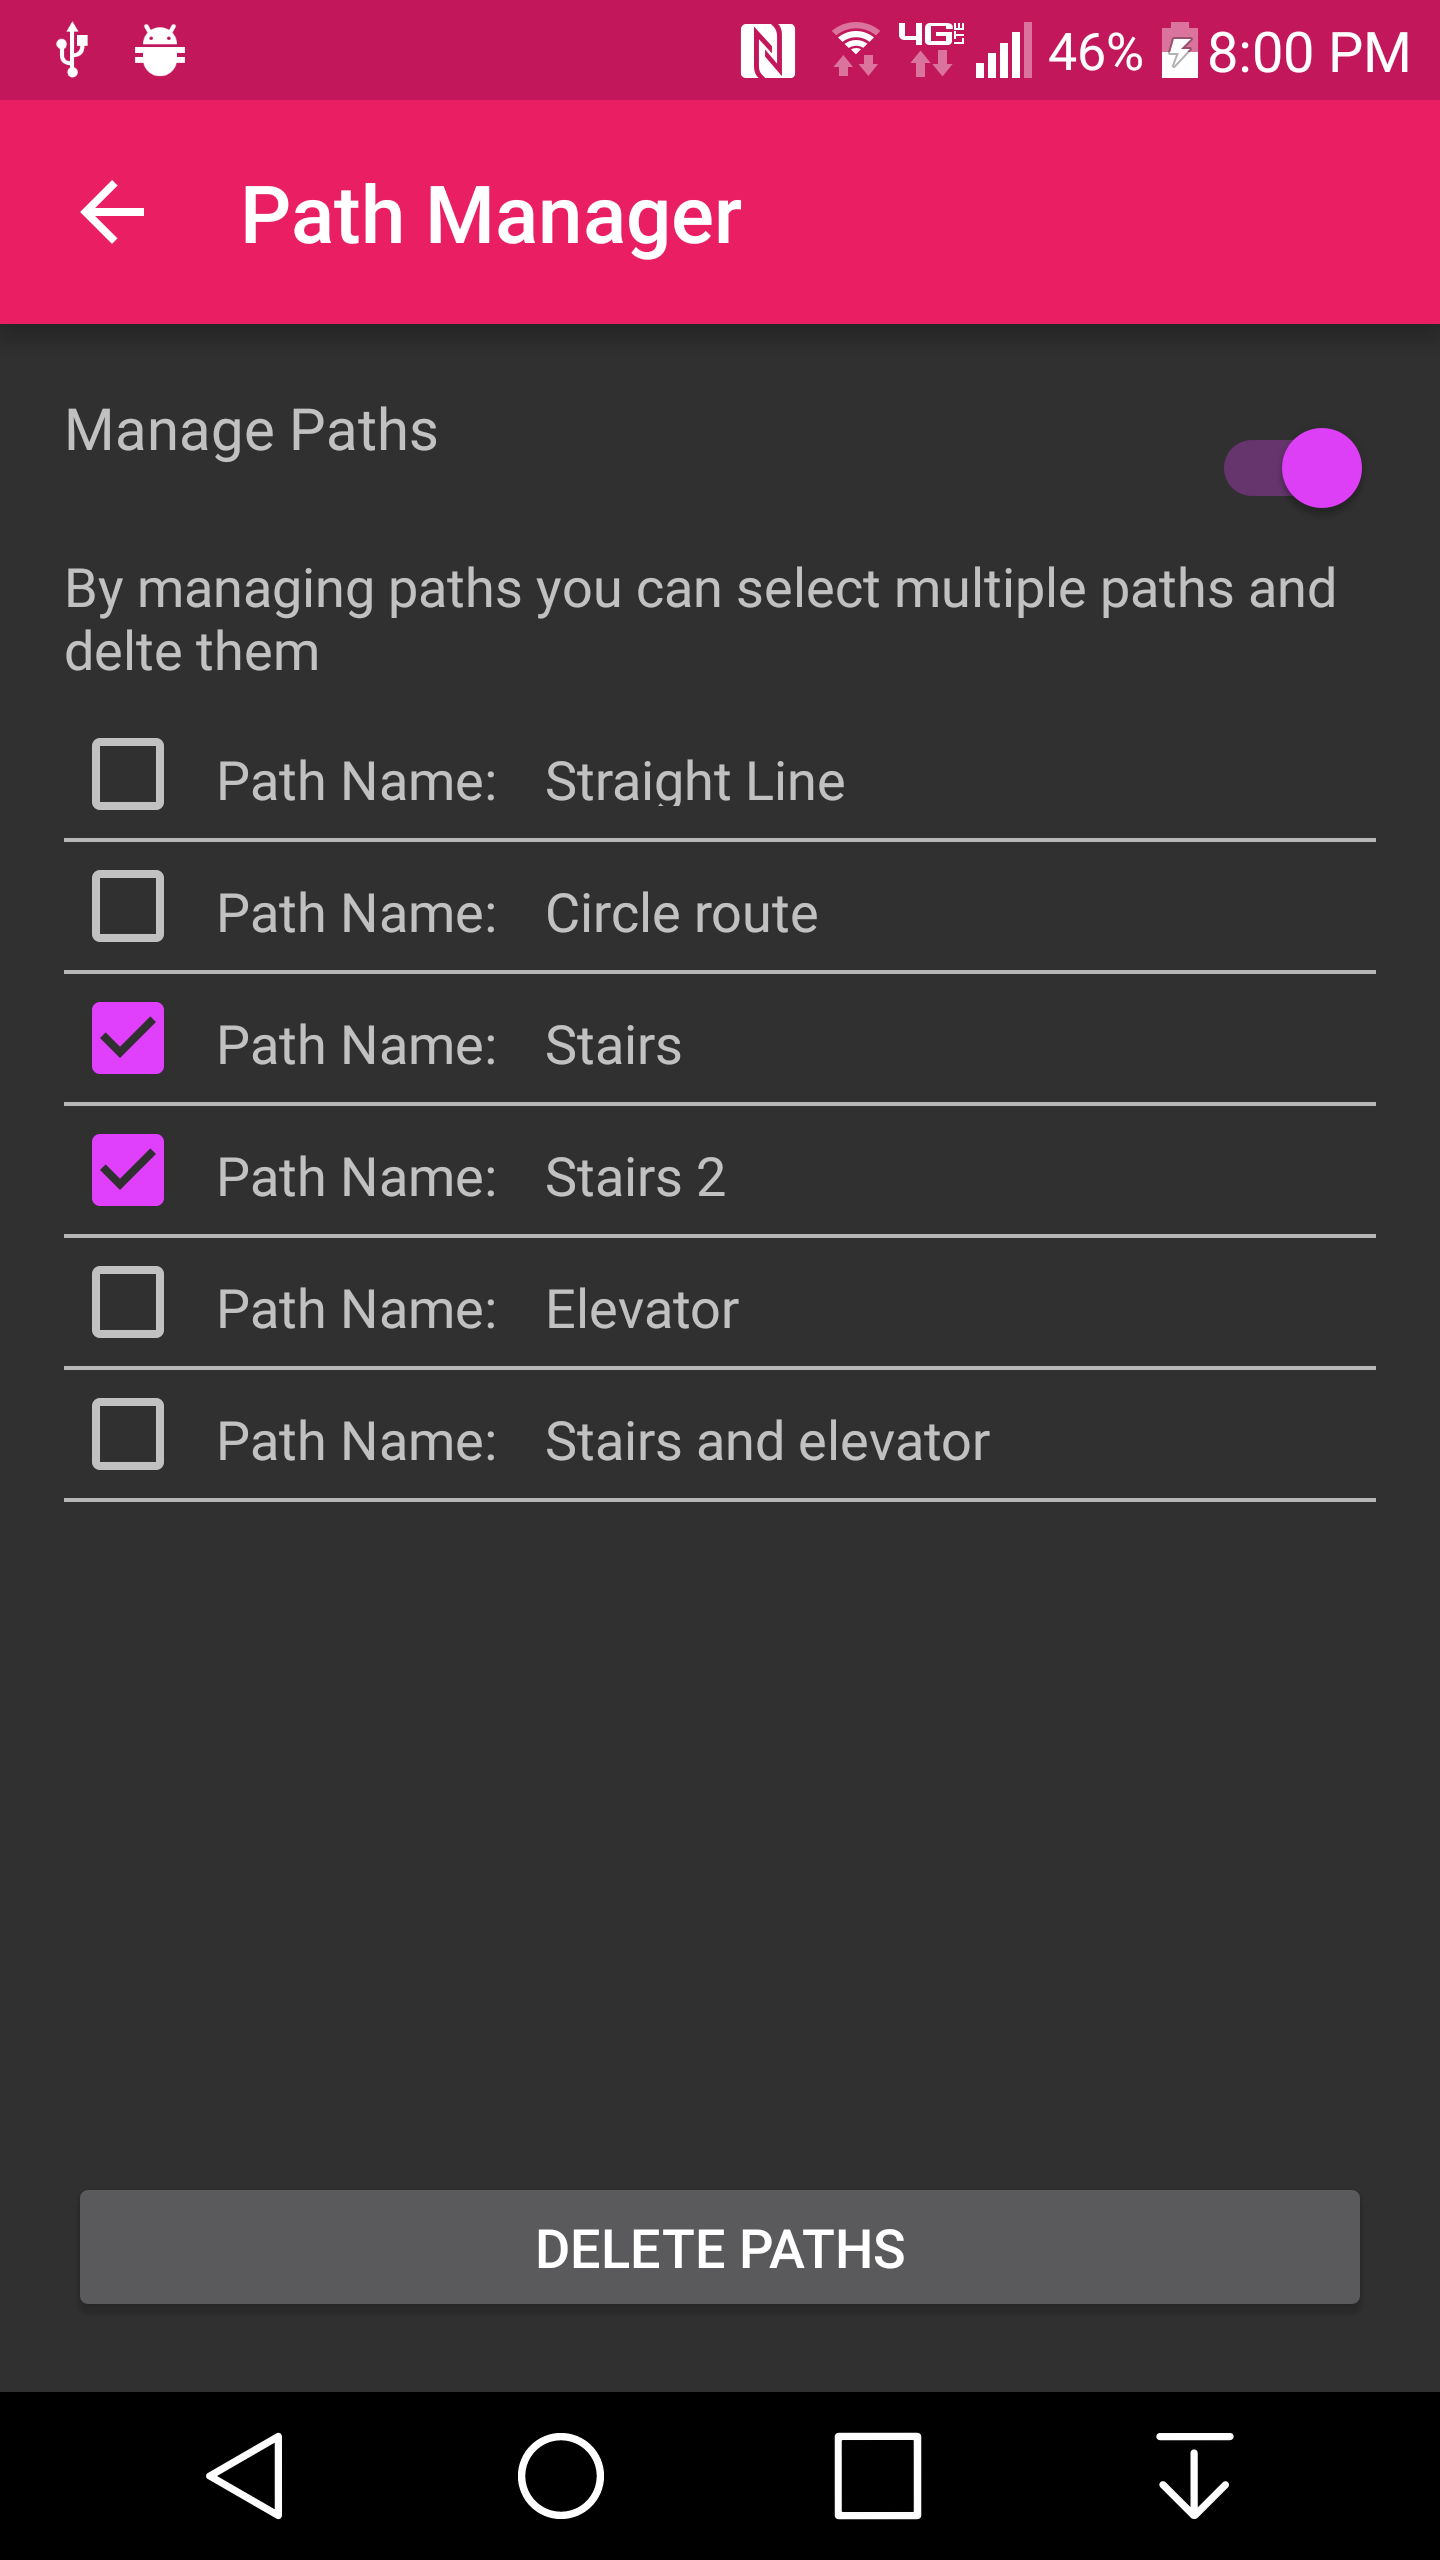 4G LTE 46% 8:00 PM
Path Manager
Manage Paths
By managing paths you can select multiple paths and
delte them
Path Name: Straight Line
Path Name: Circle route
Path Name: Stairs
Path Name: Stairs 2
Path Name: Elevator
Path Name: Stairs and elevator
DELETE PATHS